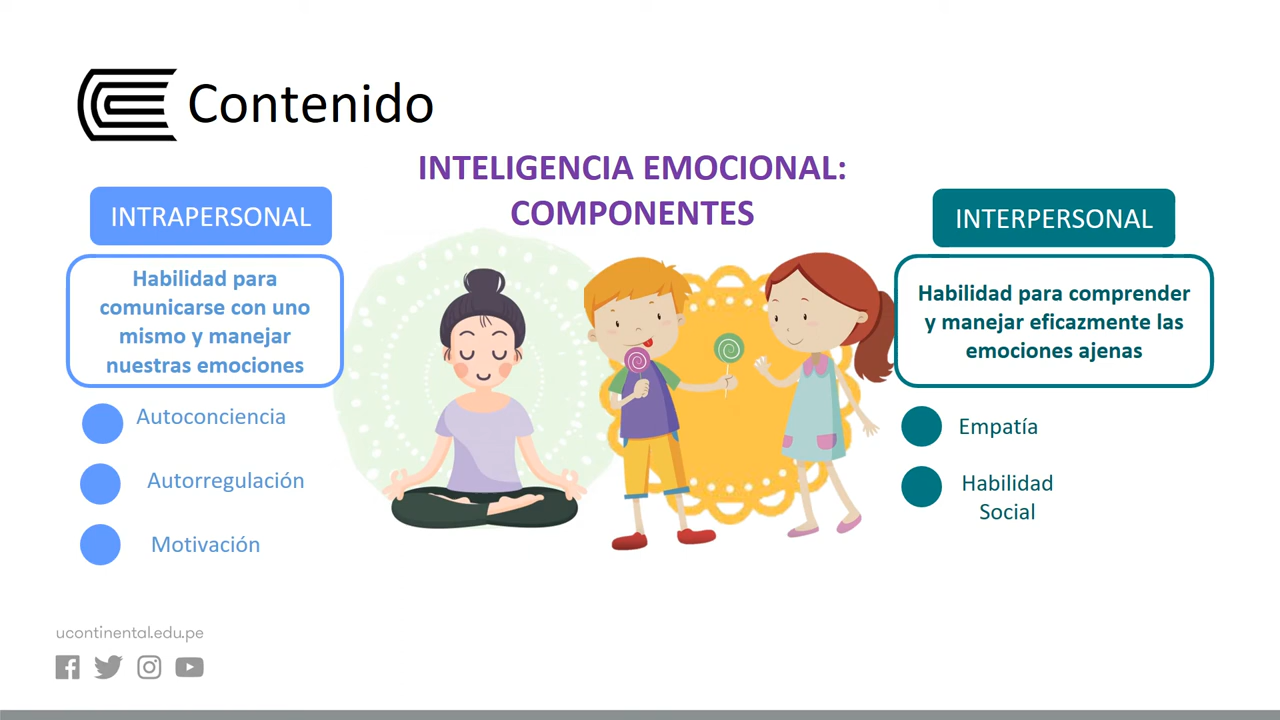 Contenido
INTELIGENCIA EMOCIONAL:
COMPONENTES
INTRAPERSONAL
Habilidad para
comunicarse con uno
mismo y manejar
nuestras emociones
Autoconciencia
Autorregulación
Motivación
INTERPERSONAL
Habilidad para comprender
y manejar eficazmente las
emociones ajenas
Empatía
Habilidad
Social
ucontinental.edu.pe